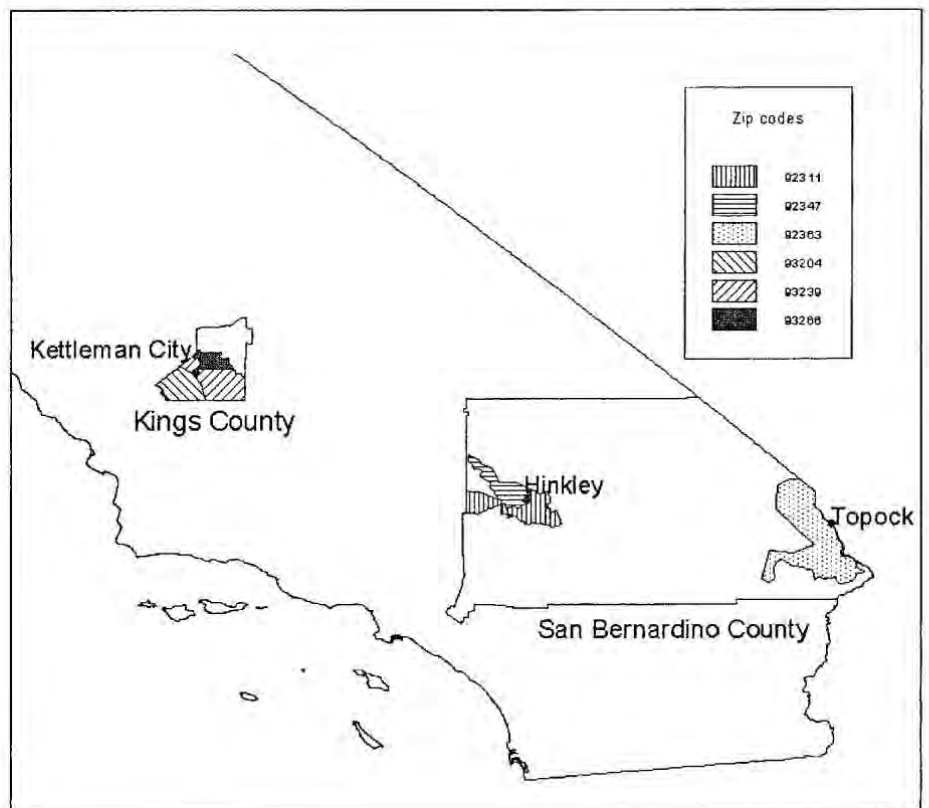 Zip codes
92311
92347
92363
93204
93239
93266
Kettleman City
Kings County
Hinkley
Topock
San Bernardino County